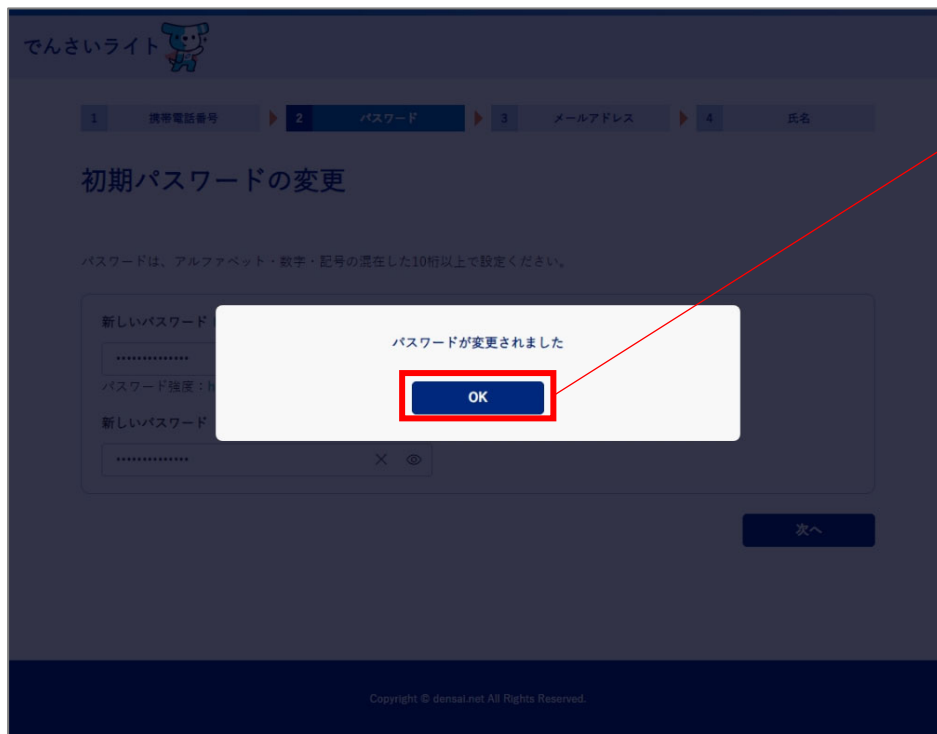 でんさいライト
1 携帯電話番号 2 パスワード 3 メールアドレス 4 氏名
初期パスワードの変更
パスワードは、アルファベット・数字・記号の混在した10桁以上で設定ください。
新しいパスワード
パスワードが変更されました
••••••••••••••
パスワード強度：
OK
新しいパスワード
••••••••••••••
次へ
Copyright © densai.net All Rights Reserved.